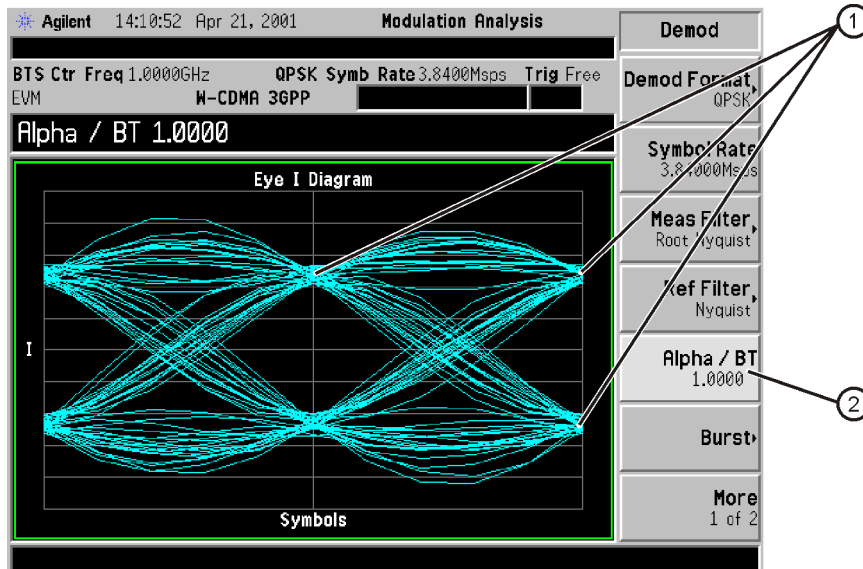 Agilent 14:10:52 Apr 21, 2001 Modulation Analysis
Demod
1
BTS Ctr Freq 1.0000GHz QPSK Symb Rate 3.8400Msps Trig Free
EVM W-CDMA 3GPP
Demod Format
QPSK
Alpha / BT 1.0000
Symbol Rate
3.84000Msps
Eye I Diagram
Meas Filter
Root Nyquist
Ref Filter
Nyquist
I
Alpha / BT
1.0000
2
Burst
Symbols
More
1 of 2